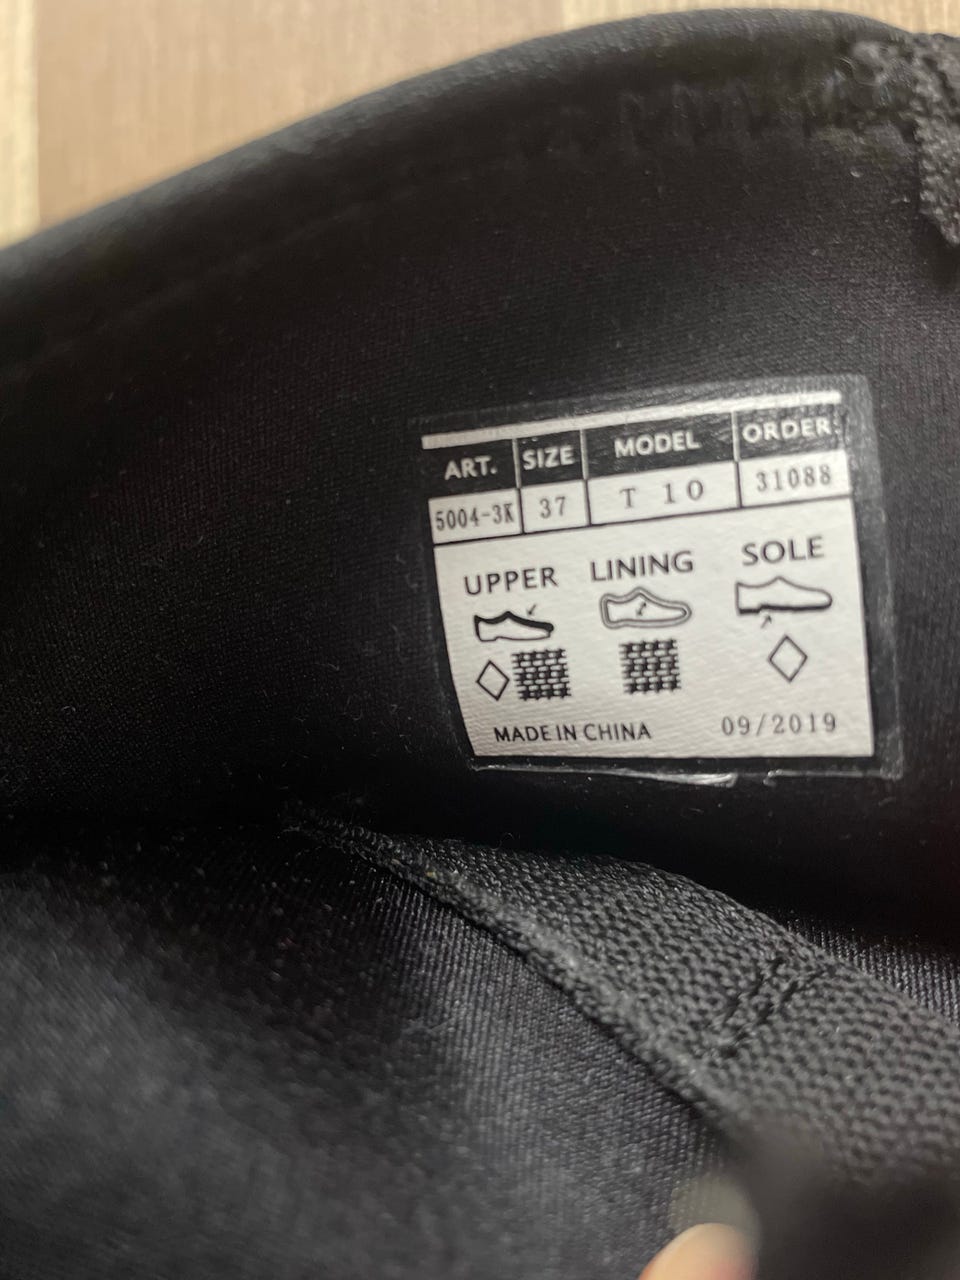 ART. SIZE MODEL ORDER:
5004-3K 37 T 10 31088
UPPER LINING SOLE
MADE IN CHINA 09/2019